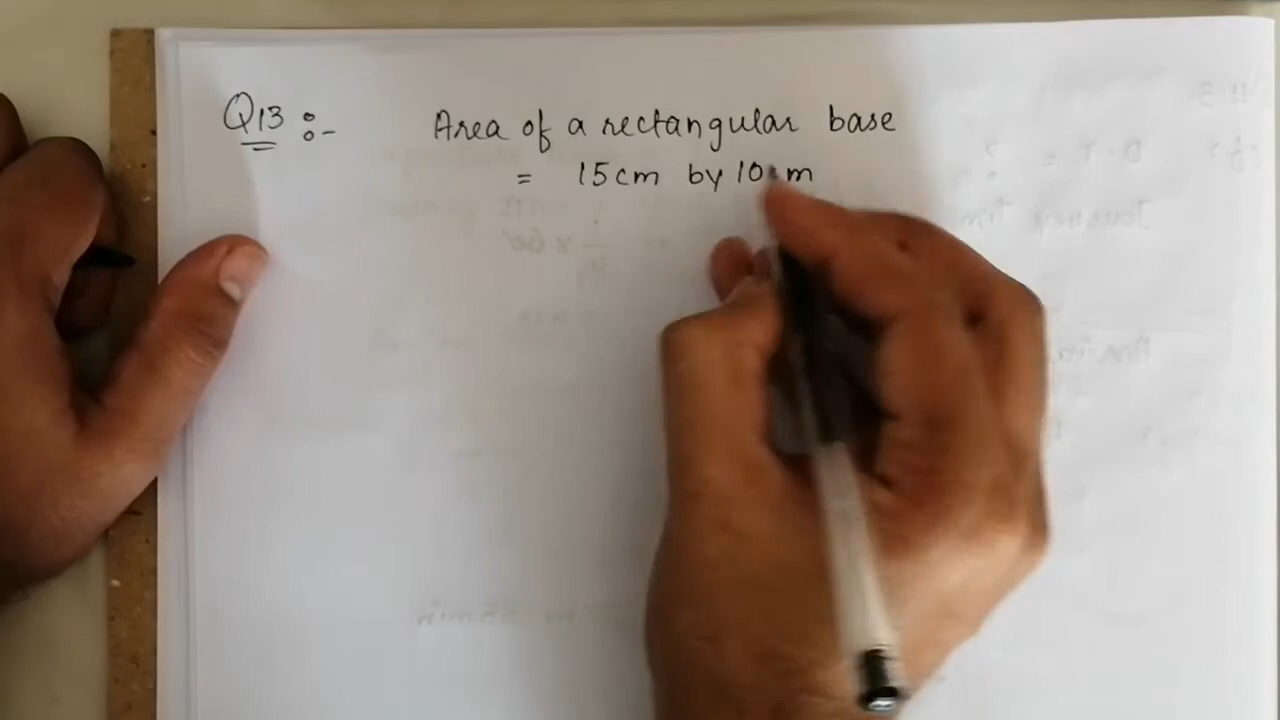 Q13 :- Area of a rectangular base
= 15cm by 10cm